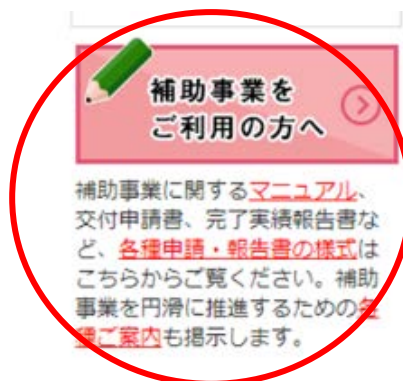 補助事業を
ご利用の方へ
補助事業に関するマニュアル、
交付申請書、完了実績報告書な
ど、各種申請・報告書の様式は
こちらからご覧ください。補助
事業を円滑に推進するための各
種ご案内も掲示します。